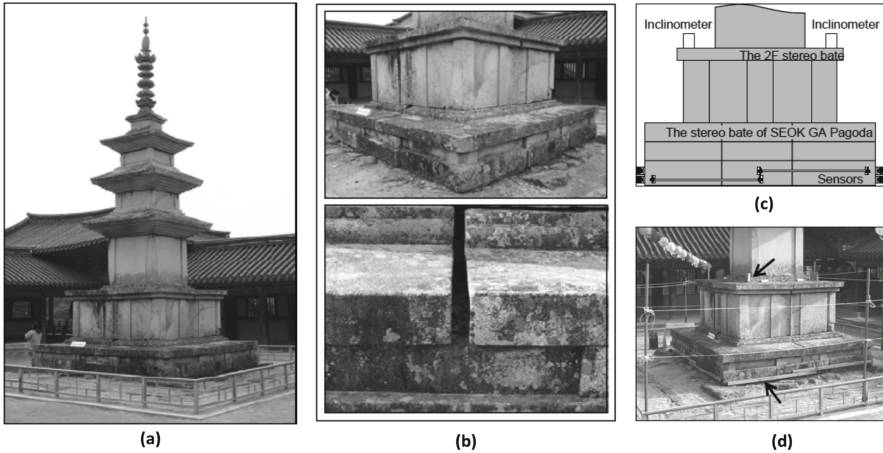 (a)
(b)
Inclinometer Inclinometer
The 2F stereo bate
The stereo bate of SEOK GA Pagoda
Sensors
(c)
(d)